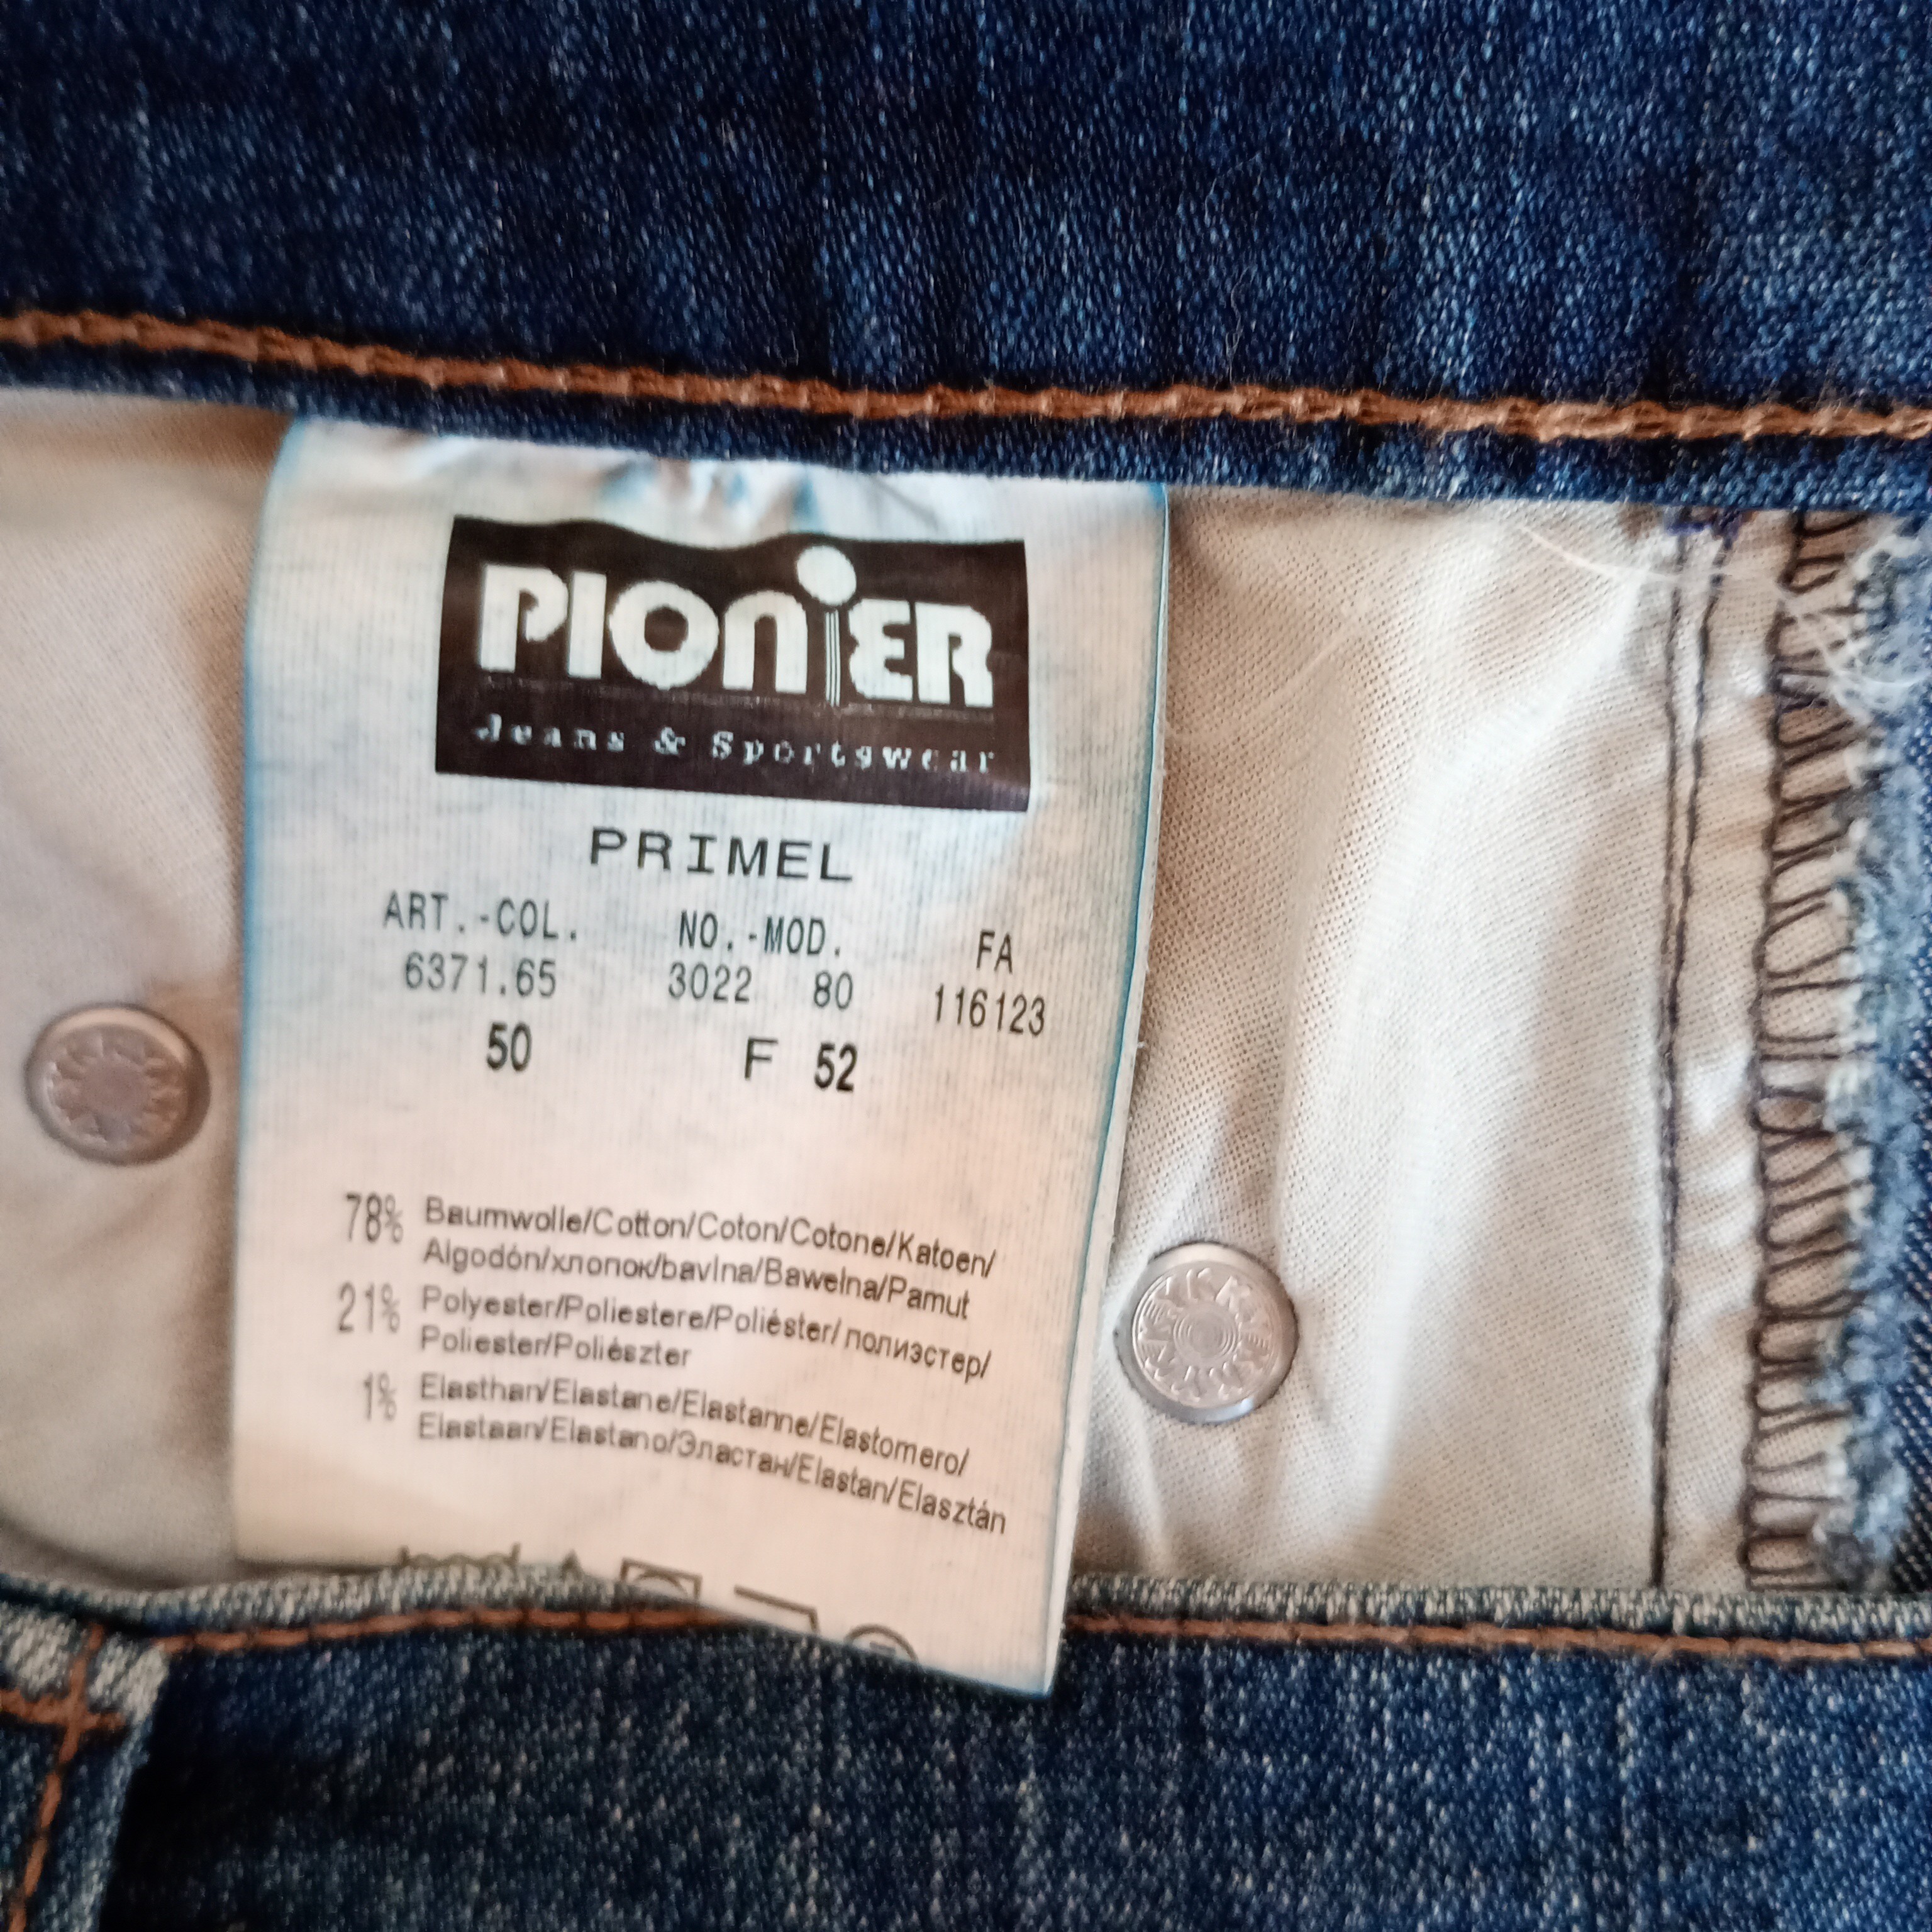 PIONiER
Jeans & Sportswear
PRIMEL
ART.-COL. NO.-MOD. FA
6371.65 3022 80 116123
50 F 52
78% Baumwolle/Cotton/Coton/Cotone/Katoen/
Algodón/хлопок/bavlna/Bawełna/Pamut
21% Polyester/Poliestere/Poliéster/полиэстер/
Poliester/Poliészter
1% Elasthan/Elastane/Elastanne/Elastomero/
Elastaan/Elastano/Эластан/Elastan/Elasztán